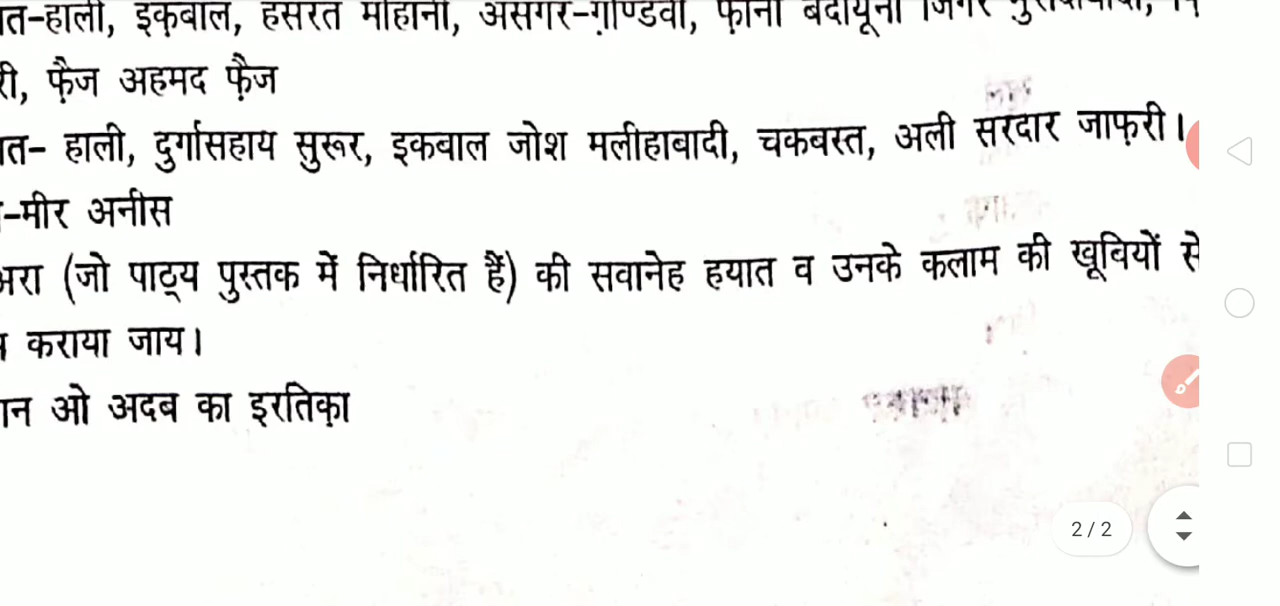 त-हाली, इक़बाल, हसरत मोहानी, असगर-ग़ोण्डवी, फ़ानी बदायूनी जिगर
री, फ़ैज अहमद फ़ैज
त- हाली, दुर्गासहाय सुरूर, इकबाल जोश मलीहाबादी, चकबस्त, अली सरदार जाफ़री।
-मीर अनीस
अरा (जो पाठ्य पुस्तक में निर्धारित हैं) की सवानेह हयात व उनके कलाम की खूबियों से
कराया जाय।
ान ओ अदब का इरतिक़ा
2 / 2